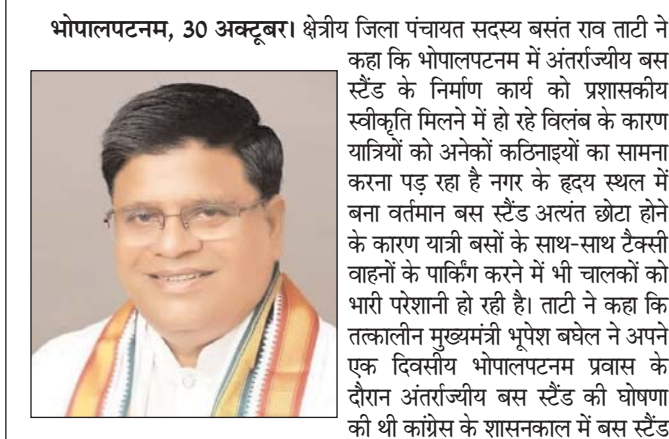 भोपालपटनम, 30 अक्टूबर। क्षेत्रीय जिला पंचायत सदस्य बसंत राव ताटी ने
कहा कि भोपालपटनम में अंतर्राज्यीय बस
स्टैंड के निर्माण कार्य को प्रशासकीय
स्वीकृति मिलने में हो रहे विलंब के कारण
यात्रियों को अनेकों कठिनाइयों का सामना
करना पड़ रहा है नगर के हृदय स्थल में
बना वर्तमान बस स्टैंड अत्यंत छोटा होने
के कारण यात्री बसों के साथ-साथ टैक्सी
वाहनों के पार्किंग करने में भी चालकों को
भारी परेशानी हो रही है। ताटी ने कहा कि
तत्कालीन मुख्यमंत्री भूपेश बघेल ने अपने
एक दिवसीय भोपालपटनम प्रवास के
दौरान अंतर्राज्यीय बस स्टैंड की घोषणा
की थी कांग्रेस के शासनकाल में बस स्टैंड